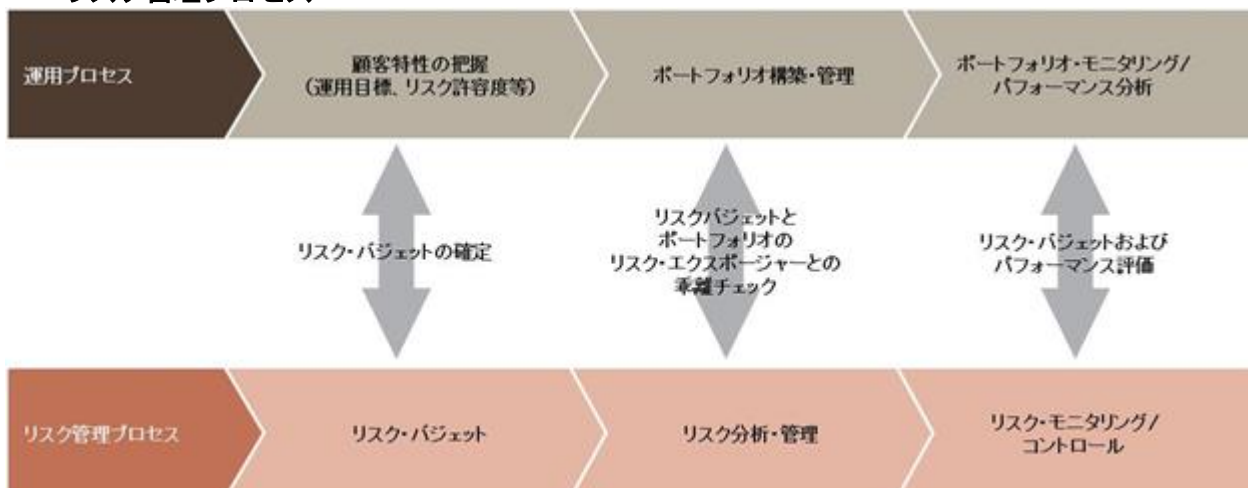 運用プロセス
顧客特性の把握
(運用目標、リスク許容度等)
ポートフォリオ構築・管理
ポートフォリオ・モニタリング/
パフォーマンス分析
リスク・バジェットの確定
リスクバジェットと
ポートフォリオの
リスク・エクスポージャーとの
乖離チェック
リスク・バジェットおよび
パフォーマンス評価
リスク管理プロセス
リスク・バジェット
リスク分析・管理
リスク・モニタリング/
コントロール